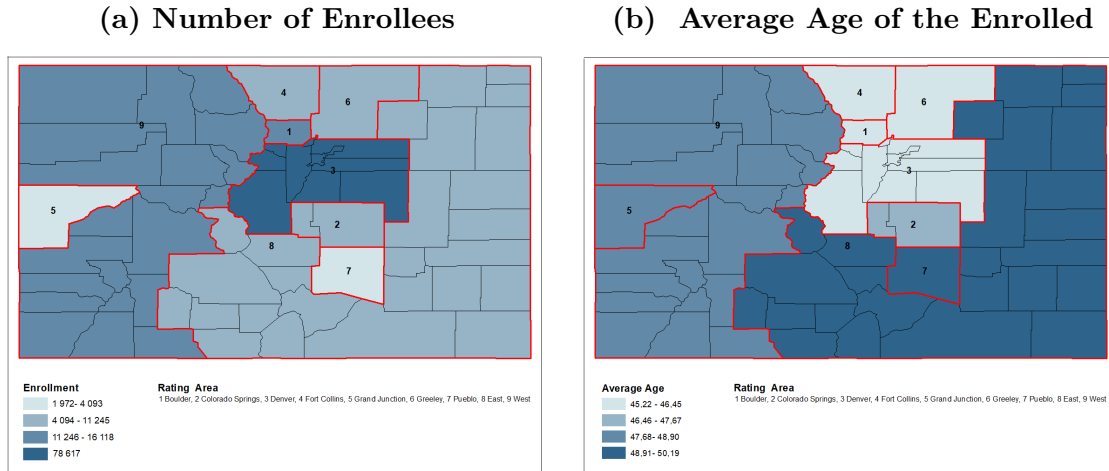 (a) Number of Enrollees
4
6
1
9
3
5
2
8
7
Enrollment
1 972- 4 093
4 094 - 11 245
11 246 - 16 118
78 617
Rating Area
1 Boulder, 2 Colorado Springs, 3 Denver, 4 Fort Collins, 5 Grand Junction, 6 Greeley, 7 Pueblo, 8 East, 9 West
(b) Average Age of the Enrolled
4
6
1
9
3
5
2
8
7
Average Age
45,22 - 46,45
46,46 - 47,67
47,68- 48,90
48,91- 50,19
Rating Area
1 Boulder, 2 Colorado Springs, 3 Denver, 4 Fort Collins, 5 Grand Junction, 6 Greeley, 7 Pueblo, 8 East, 9 West